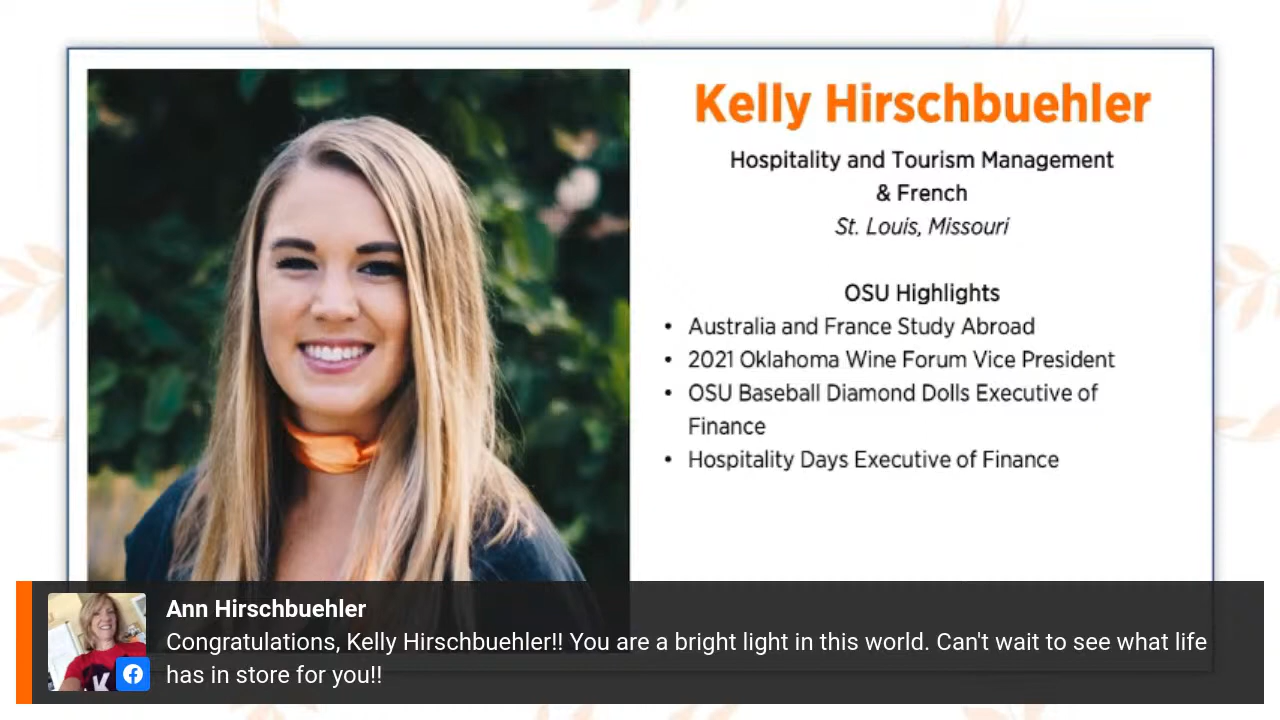 Kelly Hirschbuehler
Hospitality and Tourism Management
& French
St. Louis, Missouri
OSU Highlights
• Australia and France Study Abroad
• 2021 Oklahoma Wine Forum Vice President
• OSU Baseball Diamond Dolls Executive of
Finance
• Hospitality Days Executive of Finance
Ann Hirschbuehler
Congratulations, Kelly Hirschbuehler!! You are a bright light in this world. Can't wait to see what life
has in store for you!!